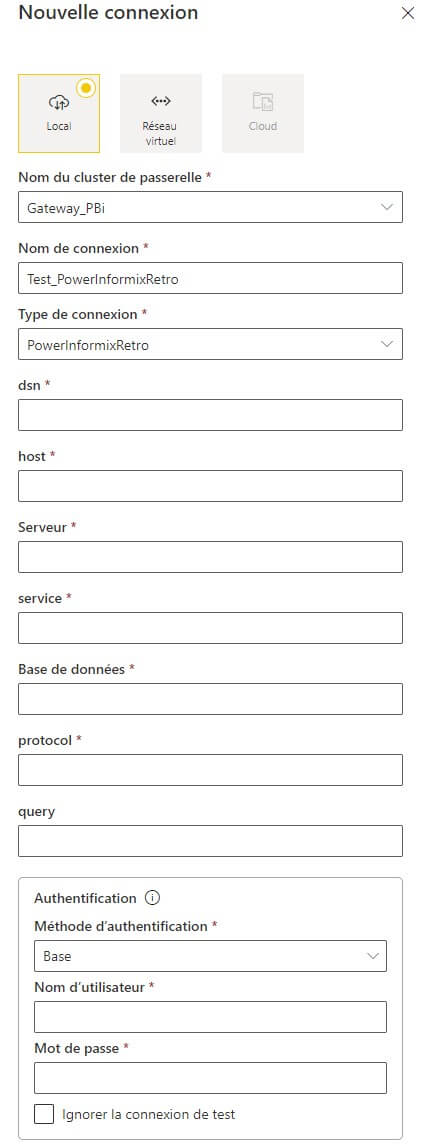 Nouvelle connexion
Local
Réseau
virtuel
Cloud
Nom du cluster de passerelle *
Gateway_PBi
Nom de connexion *
Test_PowerInformixRetro
Type de connexion *
PowerInformixRetro
dsn *
host *
Serveur *
service *
Base de données *
protocol *
query
Authentification
Méthode d'authentification *
Base
Nom d'utilisateur *
Mot de passe *
Ignorer la connexion de test